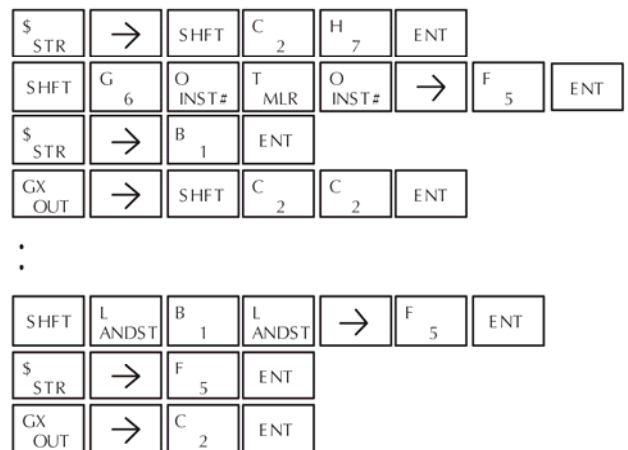 $ STR → SHFT C 2 H 7 ENT
SHFT G 6 O INST# T MLR O INST# → F 5 ENT
$ STR → B 1 ENT
GX OUT → SHFT C 2 C 2 ENT
:
SHFT L ANDST B 1 L ANDST → F 5 ENT
$ STR → F 5 ENT
GX OUT → C 2 ENT